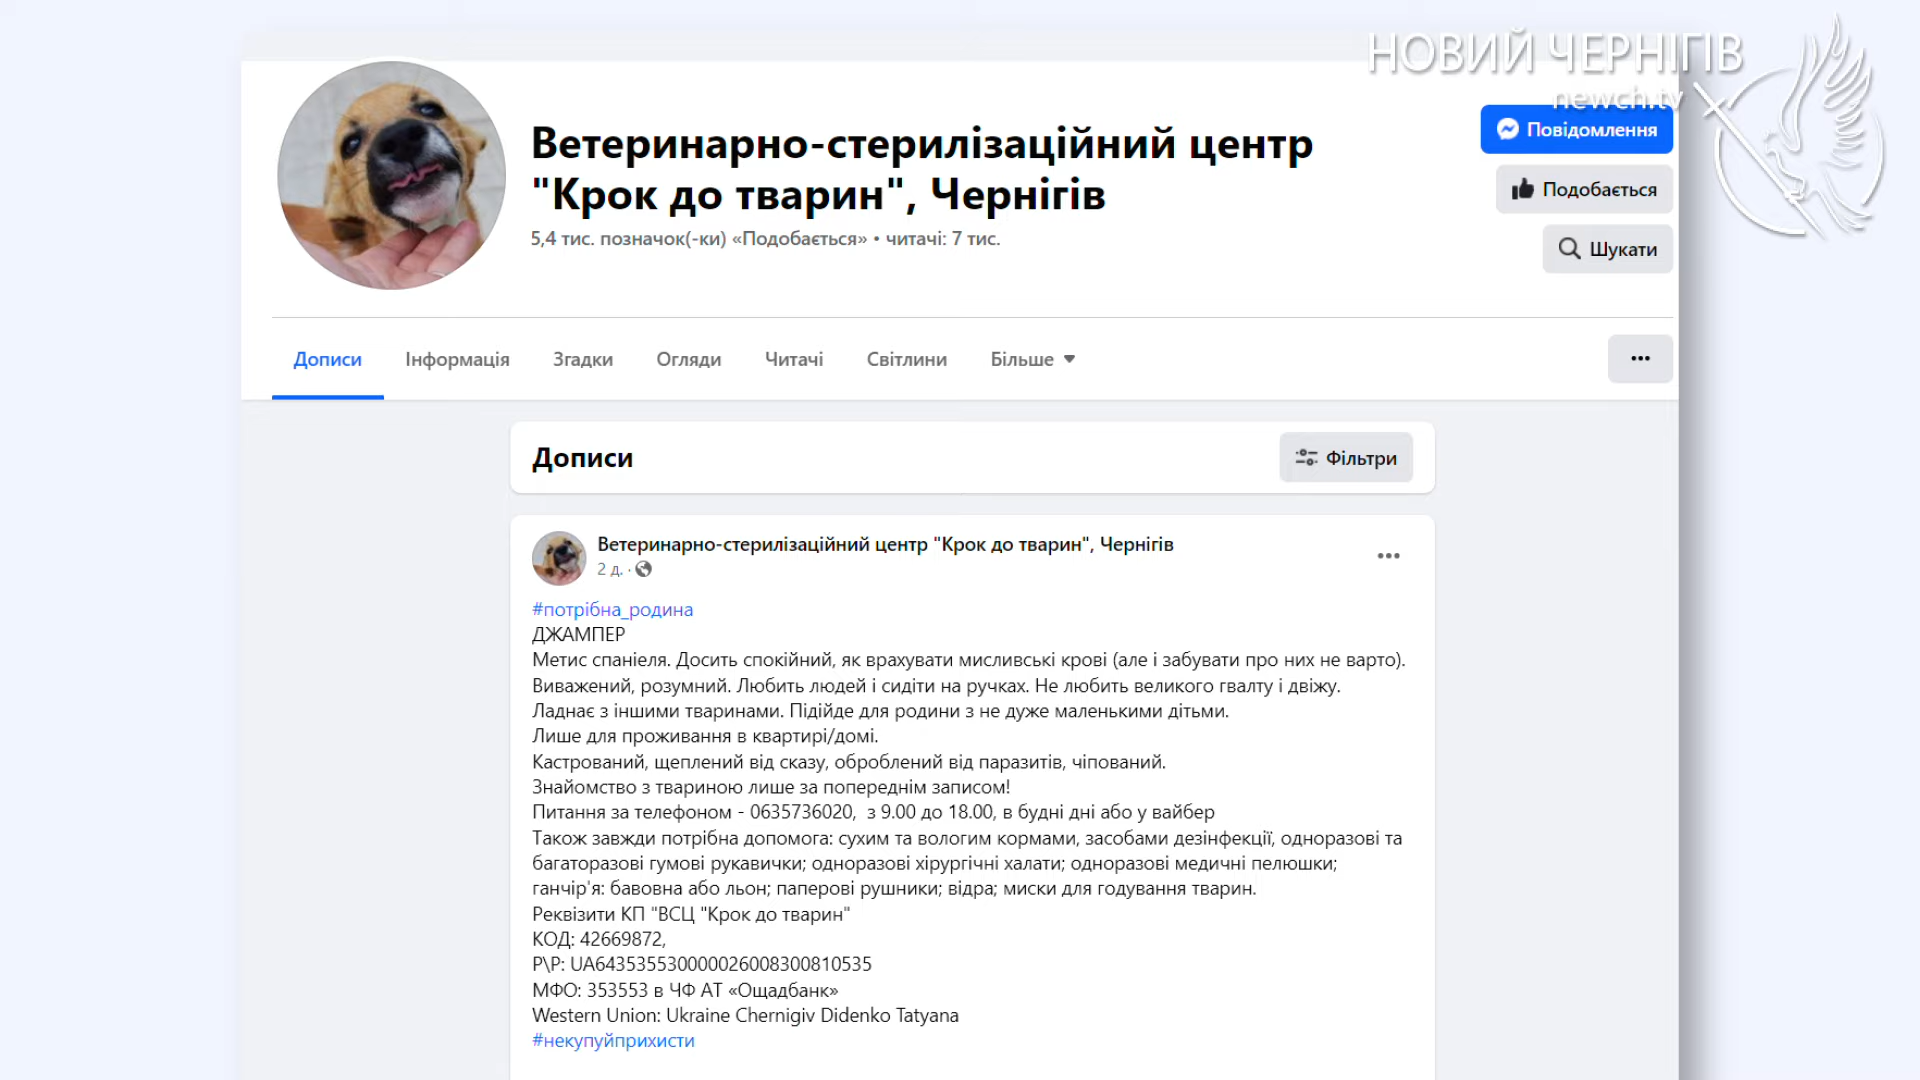 НОВИЙ ЧЕРНІГІВ
newch.tv
Ветеринарно-стерилізаційний центр
"Крок до тварин", Чернігів
5,4 тис. позначок(-ки) «Подобається» • читачі: 7 тис.
Повідомлення
Подобається
Шукати
Дописи Інформація Згадки Огляди Читачі Світлини Більше
Дописи
Фільтри
Ветеринарно-стерилізаційний центр "Крок до тварин", Чернігів
2 д. ·
#потрібна_родина
ДЖАМПЕР
Метис спанієля. Досить спокійний, як врахувати мисливські крові (але і забувати про них не варто).
Виважений, розумний. Любить людей і сидіти на ручках. Не любить великого гвалту і двіжу.
Ладнає з іншими тваринами. Підійде для родини з не дуже маленькими дітьми.
Лише для проживання в квартирі/домі.
Кастрований, щеплений від сказу, оброблений від паразитів, чіпований.
Знайомство з твариною лише за попереднім записом!
Питання за телефоном - 0635736020, з 9.00 до 18.00, в будні дні або у вайбер
Також завжди потрібна допомога: сухим та вологим кормами, засобами дезінфекції, одноразові та
багаторазові гумові рукавички; одноразові хірургічні халати; одноразові медичні пелюшки;
ганчір'я: бавовна або льон; паперові рушники; відра; миски для годування тварин.
Реквізити КП "ВСЦ "Крок до тварин"
КОД: 42669872,
Р\Р: UA643535530000026008300810535
МФО: 353553 в ЧФ АТ «Ощадбанк»
Western Union: Ukraine Chernigiv Didenko Tatyana
#некупуйприхисти